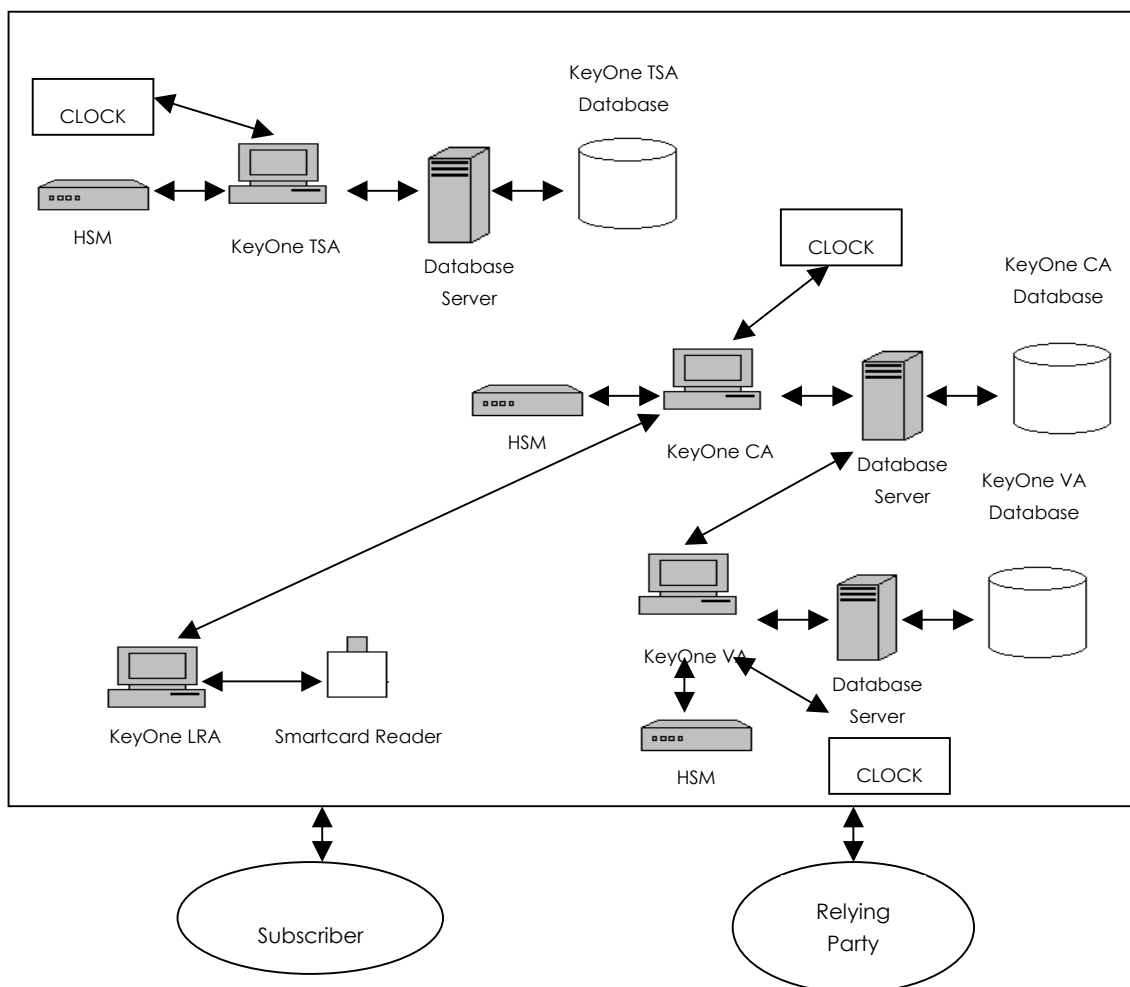 KeyOne TSA
Database
CLOCK
HSM
KeyOne TSA
Database
Server
CLOCK
KeyOne CA
Database
HSM
KeyOne CA
Database
Server
KeyOne VA
Database
KeyOne VA
Database
Server
KeyOne LRA
Smartcard Reader
HSM
CLOCK
Subscriber
Relying
Party